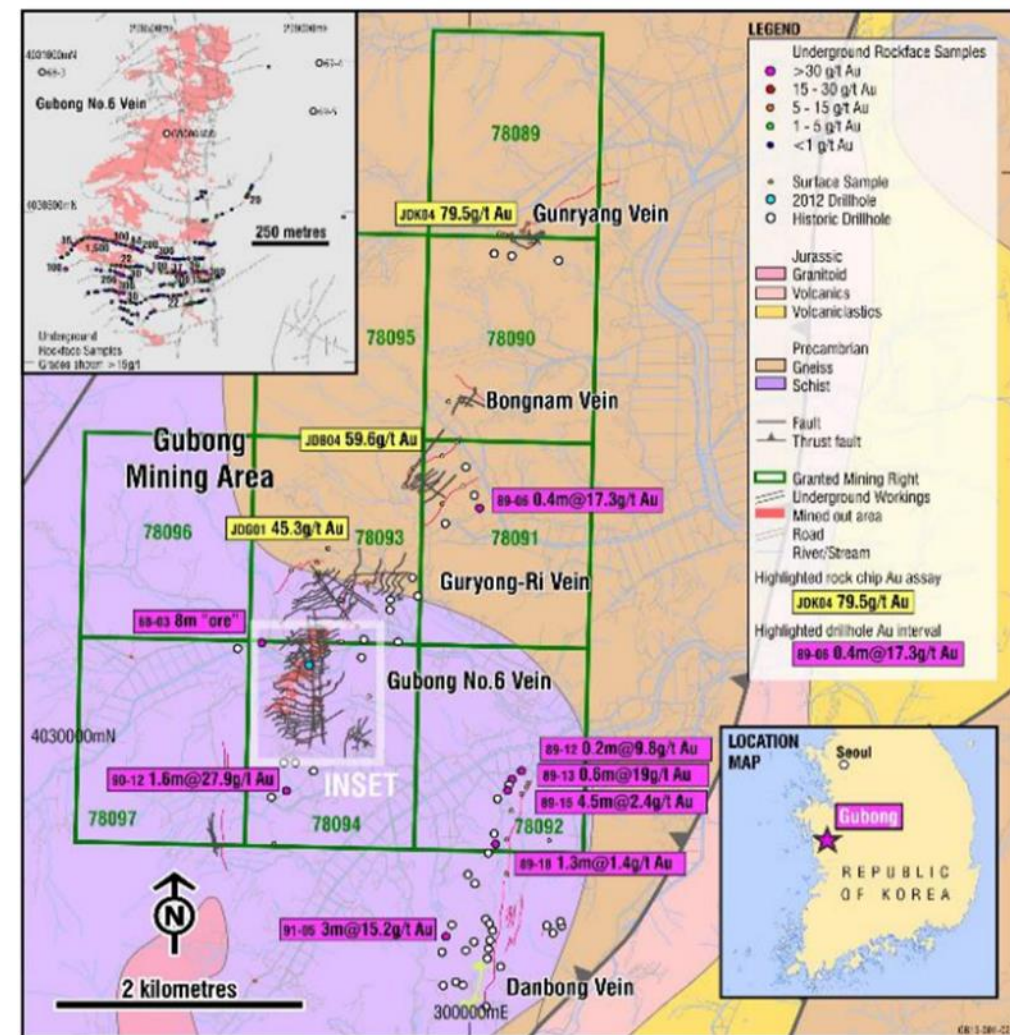 4031000mN
Gubong No.6 Vein
4030500mN
250 metres
Underground
Rockface Samples
Grades shown >15g/t
LEGEND
Underground Rockface Samples
>30 g/t Au
15 - 30 g/t Au
5 - 15 g/t Au
1 - 5 g/t Au
<1 g/t Au
Surface Sample
2012 Drillhole
Historic Drillhole
Jurassic
Granitoid
Volcanics
Volcaniclastics
Precambrian
Gneiss
Schist
Fault
Thrust fault
Granted Mining Right
Underground Workings
Mined out area
Road
River/Stream
Highlighted rock chip Au assay
JDK04 79.5g/t Au
Highlighted drillhole Au interval
89-06 0.4m@17.3g/t Au
78089
JDK04 79.5g/t Au
Gunryang Vein
78095
78090
Bongnam Vein
Gubong
Mining Area
JDB04 59.6g/t Au
89-06 0.4m@17.3g/t Au
78096
JDG01 45.3g/t Au
78093
78091
Guryong-Ri Vein
68-03 8m "ore"
Gubong No.6 Vein
4030000mN
INSET
90-12 1.6m@27.9g/t Au
89-12 0.2m@9.8g/t Au
89-13 0.6m@19g/t Au
89-15 4.5m@2.4g/t Au
78097
78094
78092
89-18 1.3m@1.4g/t Au
N
91-05 3m@15.2g/t Au
2 kilometres
Danbong Vein
300000mE
LOCATION
MAP
Seoul
Gubong
REPUBLIC
OF KOREA